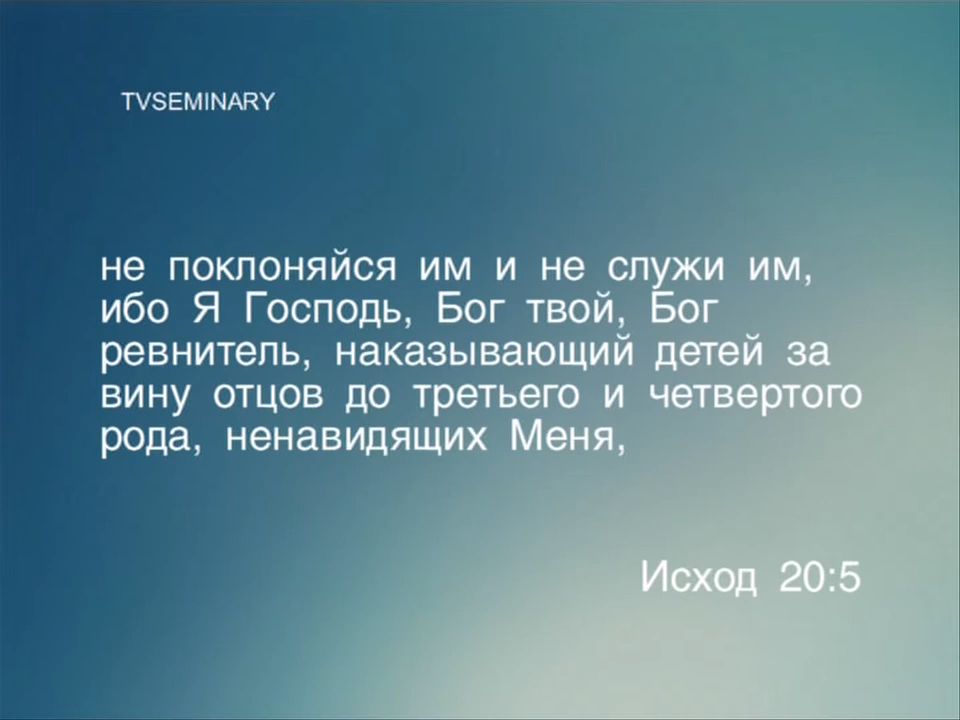 TVSEMINARY
не поклоняйся им и не служи им,
ибо Я Господь, Бог твой, Бог
ревнитель, наказывающий детей за
вину отцов до третьего и четвертого
рода, ненавидящих Меня,
Исход 20:5